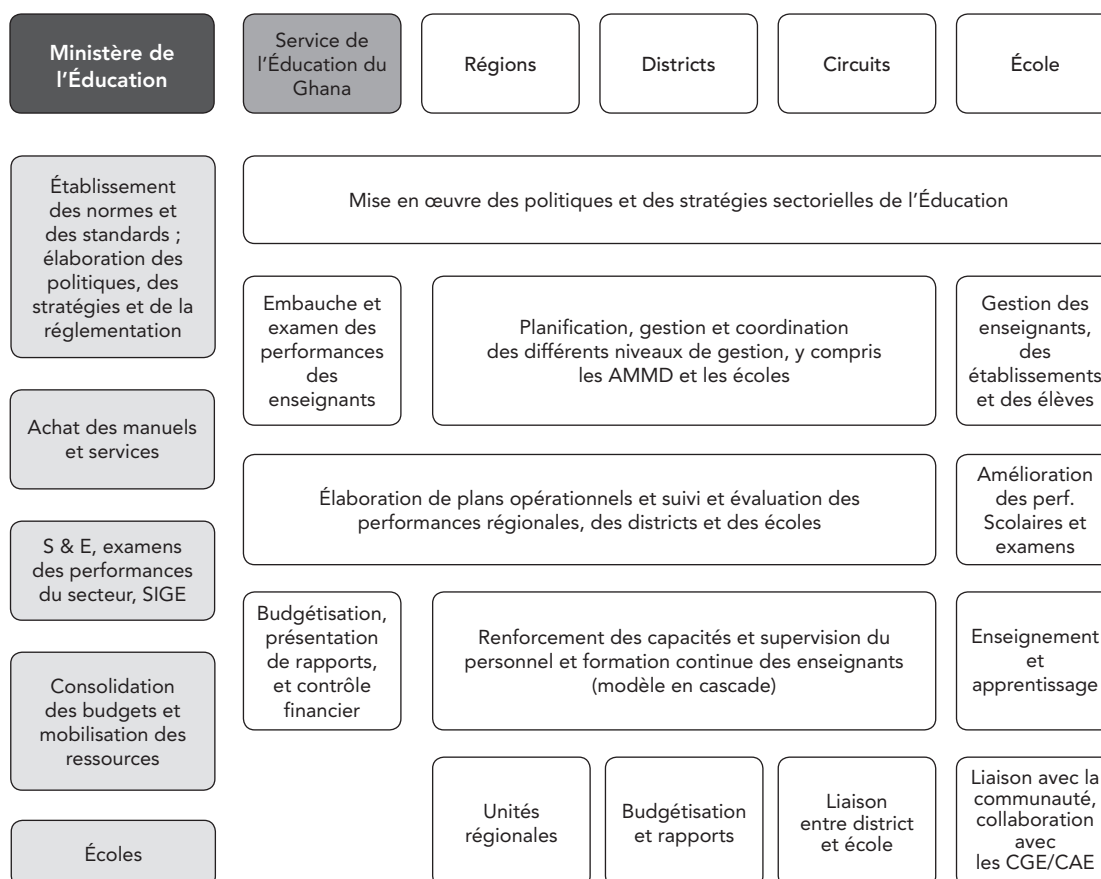 Ministère de
l'Éducation
Service de
l'Éducation du
Ghana
Régions
Districts
Circuits
École
Établissement
des normes et
des standards ;
élaboration des
politiques, des
stratégies et de la
réglementation
Achat des manuels
et services
S & E, examens
des performances
du secteur, SIGE
Consolidation
des budgets et
mobilisation des
ressources
Écoles
Mise en œuvre des politiques et des stratégies sectorielles de l'Éducation
Embauche et
examen des
performances
des
enseignants
Planification, gestion et coordination
des différents niveaux de gestion, y compris
les AMMD et les écoles
Gestion des
enseignants,
des
établissements
et des élèves
Élaboration de plans opérationnels et suivi et évaluation des
performances régionales, des districts et des écoles
Amélioration
des perf.
Scolaires et
examens
Budgétisation,
présentation
de rapports,
et contrôle
financier
Renforcement des capacités et supervision du
personnel et formation continue des enseignants
(modèle en cascade)
Enseignement
et
apprentissage
Unités
régionales
Budgétisation
et rapports
Liaison
entre district
et école
Liaison avec la
communauté,
collaboration
avec
les CGE/CAE